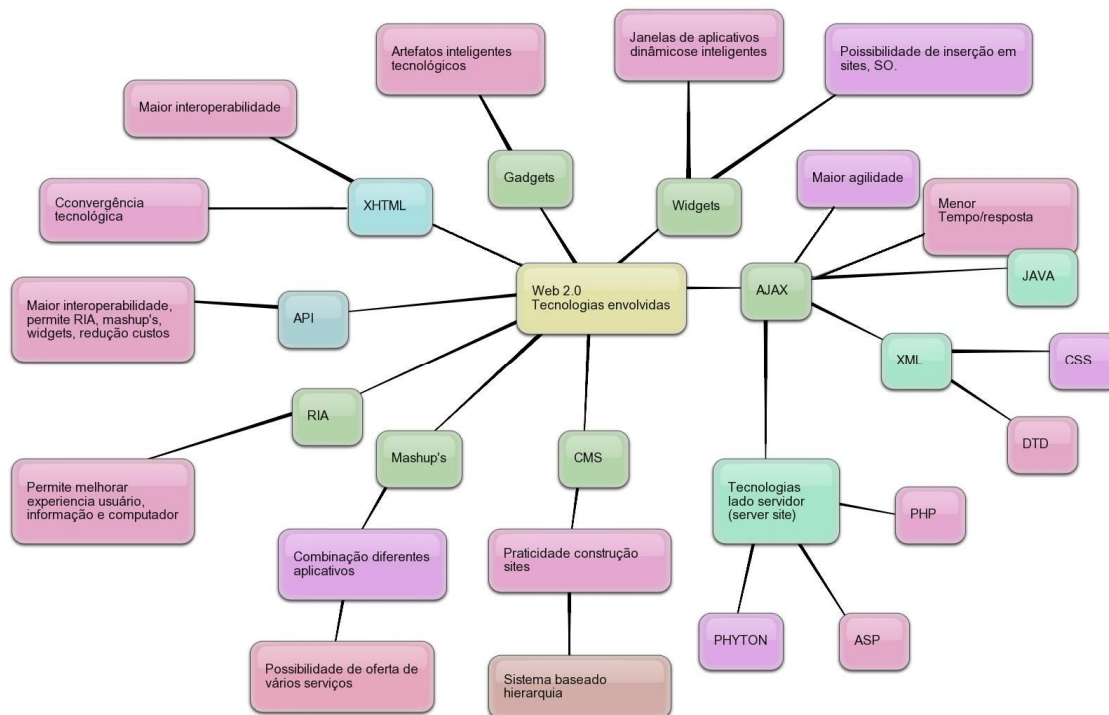 Artefatos inteligentes
tecnológicos
Janelas de aplicativos
dinâmicose inteligentes
Poissibilidade de inserção em
sites, SO.
Maior interoperabilidade
Gadgets
Widgets
Maior agilidade
Cconvergência
tecnológica
XHTML
Menor
Tempo/resposta
JAVA
Web 2.0
Tecnologias envolvidas
AJAX
Maior interoperabilidade,
permite RIA, mashup's,
widgets, redução custos
API
XML
CSS
RIA
Mashup's
CMS
DTD
Permite melhorar
experiencia usuário,
informação e computador
Tecnologias
lado servidor
(server site)
PHP
Combinação diferentes
aplicativos
Praticidade construção
sites
PHYTON
ASP
Possibilidade de oferta de
vários serviços
Sistema baseado
hierarquia